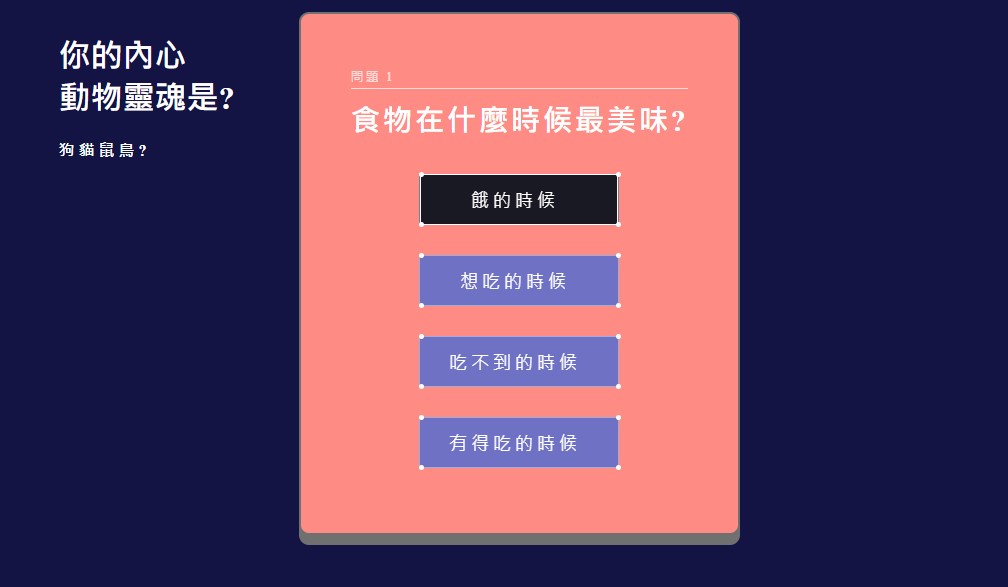 你的內心
動物靈魂是?
狗貓鼠鳥?
問題 1
食物在什麼時候最美味?
餓的時候
想吃的時候
吃不到的時候
有得吃的時候